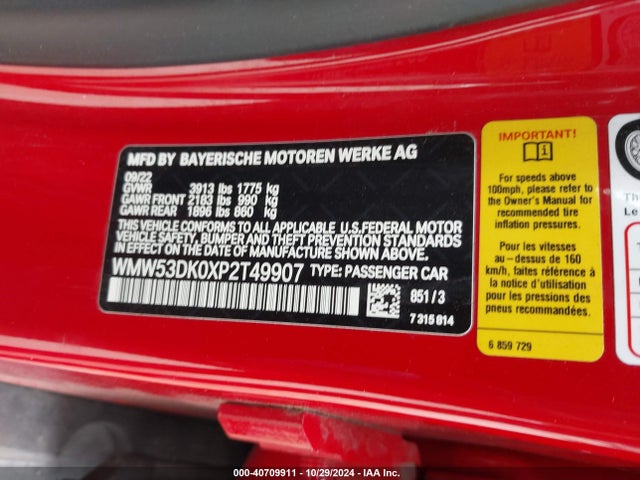 MFD BY BAYERISCHE MOTOREN WERKE AG
09/22
GVWR 3913 lbs 1775 kg
GAWR FRONT 2183 lbs 990 kg
GAWR REAR 1896 lbs 860 kg
THIS VEHICLE CONFORMS TO ALL APPLICABLE U.S.FEDERAL MOTOR
VEHICLE SAFETY, BUMPER, AND THEFT PREVENTION STANDARDS
IN EFFECT ON THE DATE OF MANUFACTURE SHOWN ABOVE.
WMW53DK0XP2T49907 TYPE: PASSENGER CAR
851 / 3
7 315 814
IMPORTANT!
For speeds above
100mph, please refer to
the Owner's Manual for
recommended tire
inflation pressures.
Pour les vitesses
au-dessus de 160
km/h, faites référence à
la notice d'utilisation
pour les pressions des
pneus recommandées.
6 859 729
Le
000-40709911 - 10/29/2024 - IAA Inc.